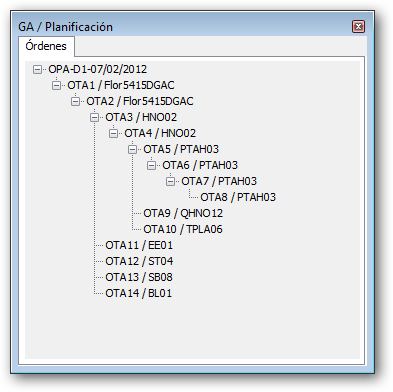 GA / Planificación
Órdenes
OPA-D1-07/02/2012
OTA1 / Flor5415DGAC
OTA2 / Flor5415DGAC
OTA3 / HNO02
OTA4 / HNO02
OTA5 / PTAH03
OTA6 / PTAH03
OTA7 / PTAH03
OTA8 / PTAH03
OTA9 / QHNO12
OTA10 / TPLA06
OTA11 / EE01
OTA12 / ST04
OTA13 / SB08
OTA14 / BL01